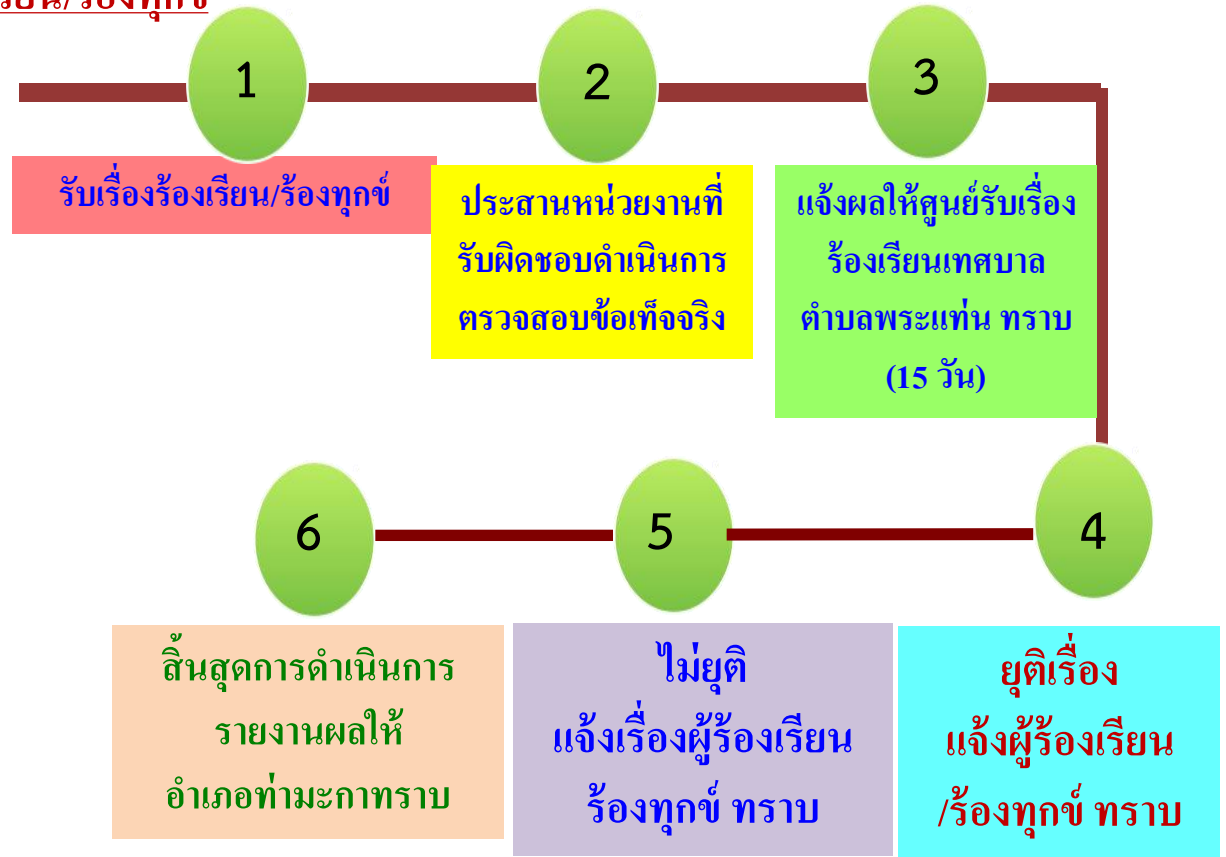 รียน/ร้องทุกข์
1
2
3
รับเรื่องร้องเรียน/ร้องทุกข์
ประสานหน่วยงานที่
รับผิดชอบดำเนินการ
ตรวจสอบข้อเท็จจริง
แจ้งผลให้ศูนย์รับเรื่อง
ร้องเรียนเทศบาล
ตำบลพระแท่น ทราบ
(15 วัน)
4
ยุติเรื่อง
แจ้งผู้ร้องเรียน
/ร้องทุกข์ ทราบ
5
ไม่ยุติ
แจ้งเรื่องผู้ร้องเรียน
ร้องทุกข์ ทราบ
6
สิ้นสุดการดำเนินการ
รายงานผลให้
อำเภอท่ามะกาทราบ